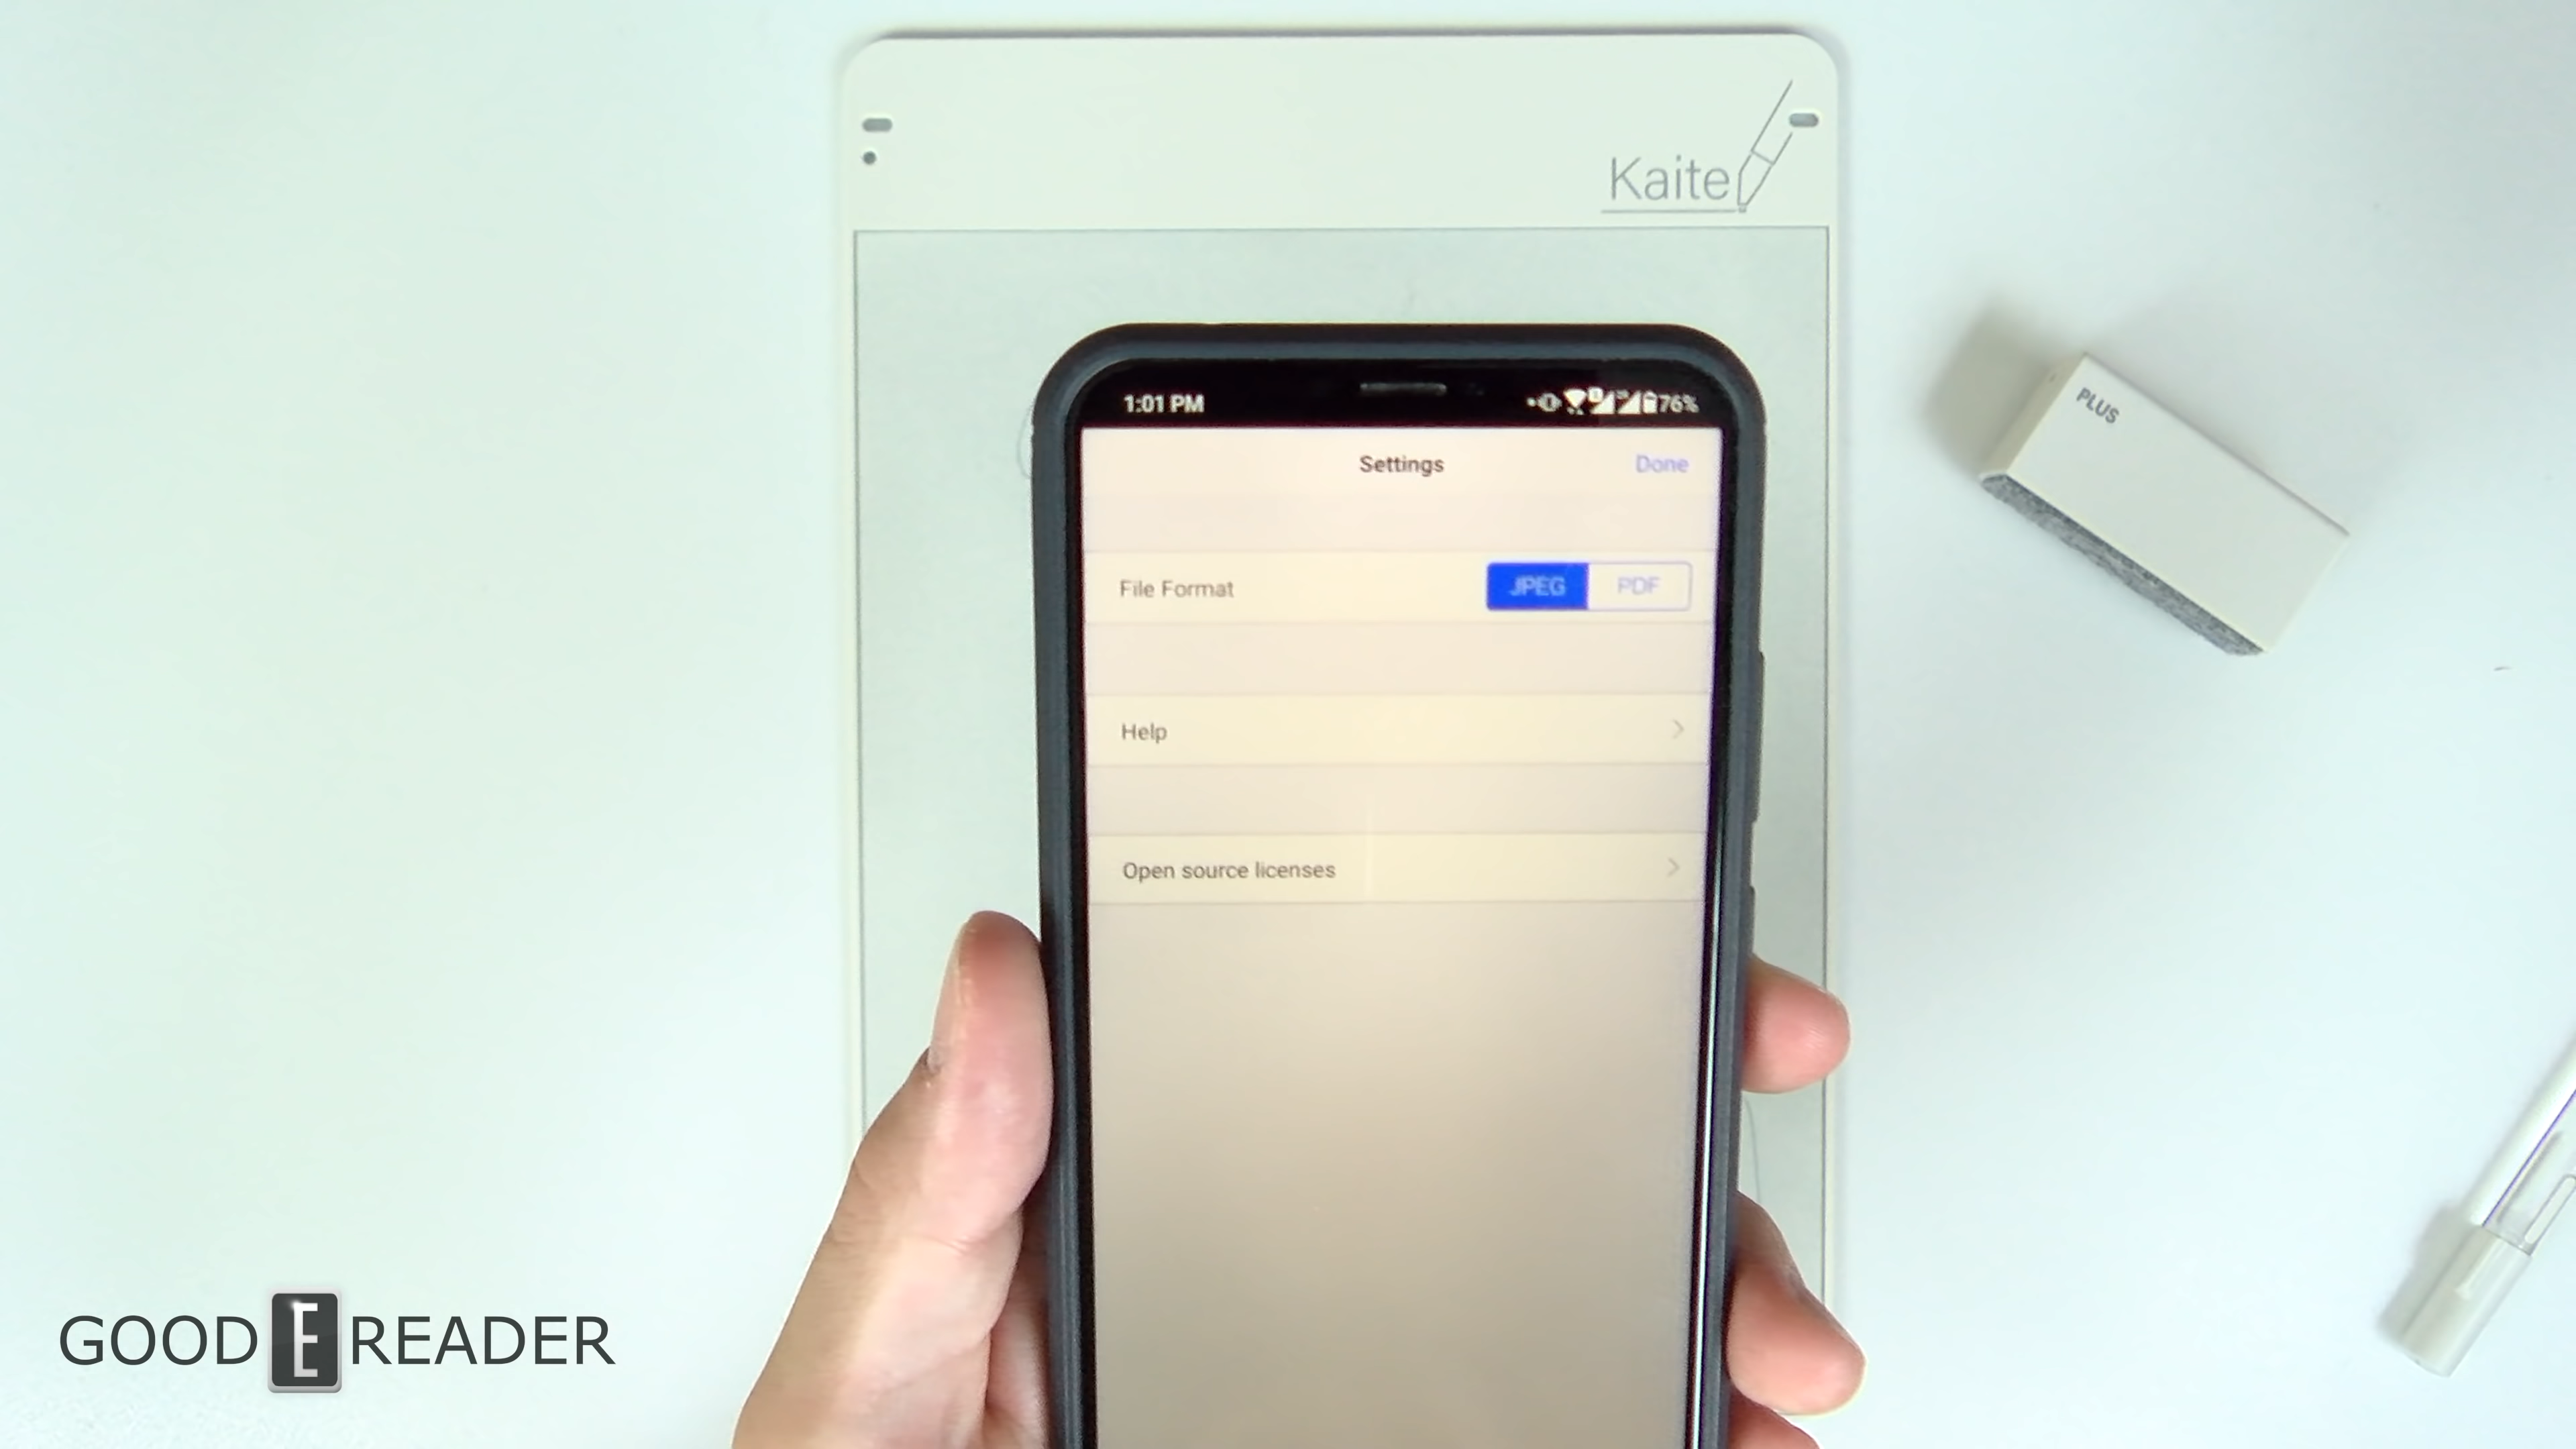 Kaite
PLUS
1:01 PM
76%
Settings
Done
File Format
JPEG
PDF
Help
Open source licenses
GOOD E READER